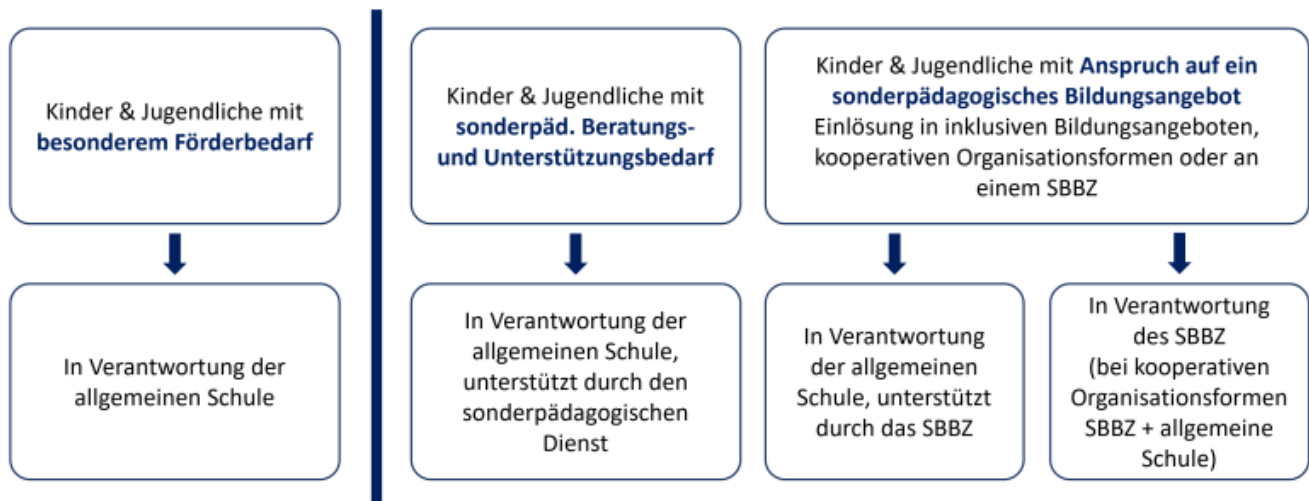 Kinder & Jugendliche mit
besonderem Förderbedarf
Kinder & Jugendliche mit
sonderpäd. Beratungs-
und Unterstützungsbedarf
Kinder & Jugendliche mit Anspruch auf ein
sonderpädagogisches Bildungsangebot
Einlösung in inklusiven Bildungsangeboten,
kooperativen Organisationsformen oder an
einem SBBZ
In Verantwortung der
allgemeinen Schule
In Verantwortung der
allgemeinen Schule,
unterstützt durch den
sonderpädagogischen
Dienst
In Verantwortung
der allgemeinen
Schule, unterstützt
durch das SBBZ
In Verantwortung
des SBBZ
(bei kooperativen
Organisationsformen
SBBZ + allgemeine
Schule)